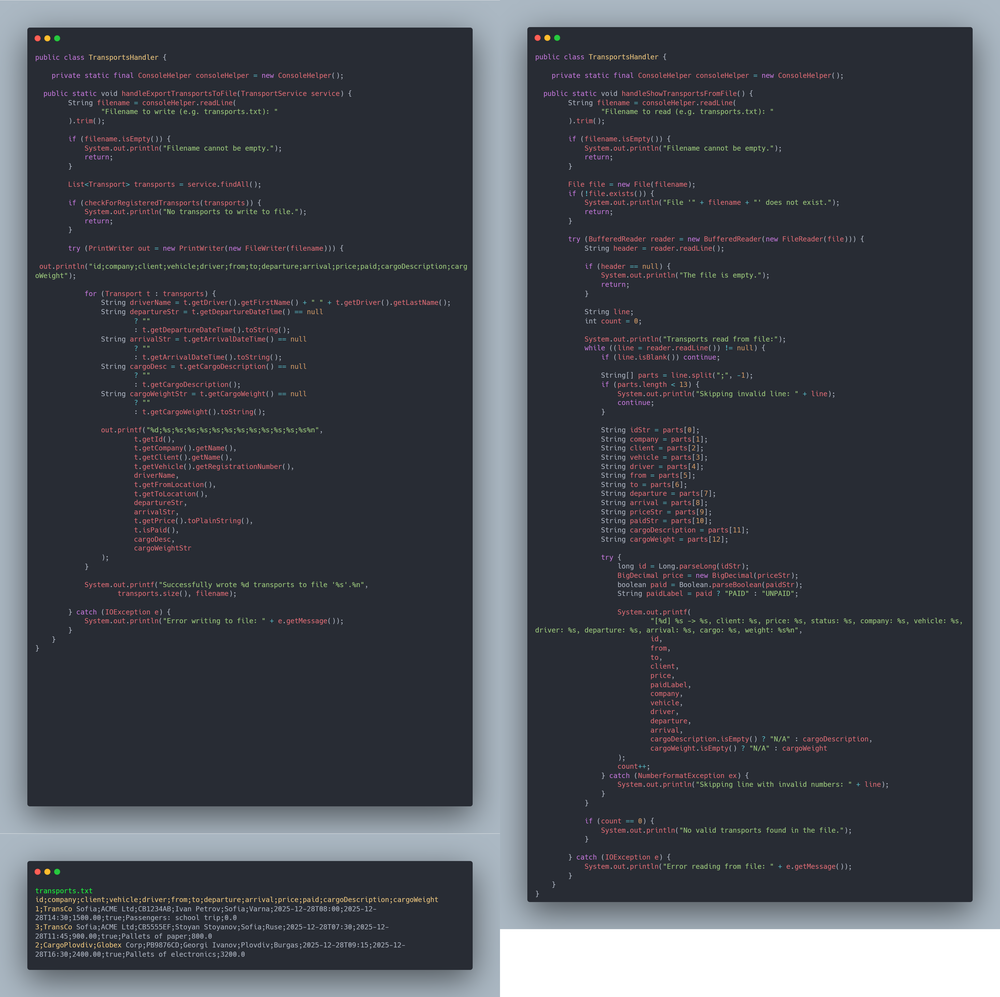 public class TransportsHandler {

    private static final ConsoleHelper consoleHelper = new ConsoleHelper();

  public static void handleExportTransportsToFile(TransportService service) {
        String filename = consoleHelper.readLine(
                "Filename to write (e.g. transports.txt): "
        ).trim();

        if (filename.isEmpty()) {
            System.out.println("Filename cannot be empty.");
            return;
        }

        List<Transport> transports = service.findAll();

        if (checkForRegisteredTransports(transports)) {
            System.out.println("No transports to write to file.");
            return;
        }

        try (PrintWriter out = new PrintWriter(new FileWriter(filename))) {

 out.println("id;company;client;vehicle;driver;from;to;departure;arrival;price;paid;cargoDescription;carg
oWeight");

            for (Transport t : transports) {
                String driverName = t.getDriver().getFirstName() + " " + t.getDriver().getLastName();
                String departureStr = t.getDepartureDateTime() == null
                        ? ""
                        : t.getDepartureDateTime().toString();
                String arrivalStr = t.getArrivalDateTime() == null
                        ? ""
                        : t.getArrivalDateTime().toString();
                String cargoDesc = t.getCargoDescription() == null
                        ? ""
                        : t.getCargoDescription();
                String cargoWeightStr = t.getCargoWeight() == null
                        ? ""
                        : t.getCargoWeight().toString();

                out.printf("%d;%s;%s;%s;%s;%s;%s;%s;%s;%s;%s;%s;%s%n",
                        t.getId(),
                        t.getCompany().getName(),
                        t.getClient().getName(),
                        t.getVehicle().getRegistrationNumber(),
                        driverName,
                        t.getFromLocation(),
                        t.getToLocation(),
                        departureStr,
                        arrivalStr,
                        t.getPrice().toPlainString(),
                        t.isPaid(),
                        cargoDesc,
                        cargoWeightStr
                );
            }

            System.out.printf("Successfully wrote %d transports to file '%s'.%n",
                    transports.size(), filename);

        } catch (IOException e) {
            System.out.println("Error writing to file: " + e.getMessage());
        }
    }
}

transports.txt
id;company;client;vehicle;driver;from;to;departure;arrival;price;paid;cargoDescription;cargoWeight
1;TransCo Sofia;ACME Ltd;CB1234AB;Ivan Petrov;Sofia;Varna;2025-12-28T08:00;2025-12-
28T14:30;1500.00;true;Passengers: school trip;0.0
3;TransCo Sofia;ACME Ltd;CB5555EF;Stoyan Stoyanov;Sofia;Ruse;2025-12-28T07:30;2025-12-
28T11:45;900.00;true;Pallets of paper;800.0
2;CargoPlovdiv;Globex Corp;PB9876CD;Georgi Ivanov;Plovdiv;Burgas;2025-12-28T09:15;2025-12-
28T16:30;2400.00;true;Pallets of electronics;3200.0

public class TransportsHandler {

    private static final ConsoleHelper consoleHelper = new ConsoleHelper();

  public static void handleShowTransportsFromFile() {
        String filename = consoleHelper.readLine(
                "Filename to read (e.g. transports.txt): "
        ).trim();

        if (filename.isEmpty()) {
            System.out.println("Filename cannot be empty.");
            return;
        }

        File file = new File(filename);
        if (!file.exists()) {
            System.out.println("File '" + filename + "' does not exist.");
            return;
        }

        try (BufferedReader reader = new BufferedReader(new FileReader(file))) {
            String header = reader.readLine();

            if (header == null) {
                System.out.println("The file is empty.");
                return;
            }

            String line;
            int count = 0;

            System.out.println("Transports read from file:");
            while ((line = reader.readLine()) != null) {
                if (line.isBlank()) continue;

                String[] parts = line.split(";", -1);
                if (parts.length < 13) {
                    System.out.println("Skipping invalid line: " + line);
                    continue;
                }

                String idStr = parts[0];
                String company = parts[1];
                String client = parts[2];
                String vehicle = parts[3];
                String driver = parts[4];
                String from = parts[5];
                String to = parts[6];
                String departure = parts[7];
                String arrival = parts[8];
                String priceStr = parts[9];
                String paidStr = parts[10];
                String cargoDescription = parts[11];
                String cargoWeight = parts[12];

                try {
                    long id = Long.parseLong(idStr);
                    BigDecimal price = new BigDecimal(priceStr);
                    boolean paid = Boolean.parseBoolean(paidStr);
                    String paidLabel = paid ? "PAID" : "UNPAID";

                    System.out.printf(
                            "[%d] %s -> %s, client: %s, price: %s, status: %s, company: %s, vehicle: %s,
driver: %s, departure: %s, arrival: %s, cargo: %s, weight: %s%n",
                            id,
                            from,
                            to,
                            client,
                            price,
                            paidLabel,
                            company,
                            vehicle,
                            driver,
                            departure,
                            arrival,
                            cargoDescription.isEmpty() ? "N/A" : cargoDescription,
                            cargoWeight.isEmpty() ? "N/A" : cargoWeight
                    );
                    count++;
                } catch (NumberFormatException ex) {
                    System.out.println("Skipping line with invalid numbers: " + line);
                }
            }

            if (count == 0) {
                System.out.println("No valid transports found in the file.");
            }

        } catch (IOException e) {
            System.out.println("Error reading from file: " + e.getMessage());
        }
    }
}